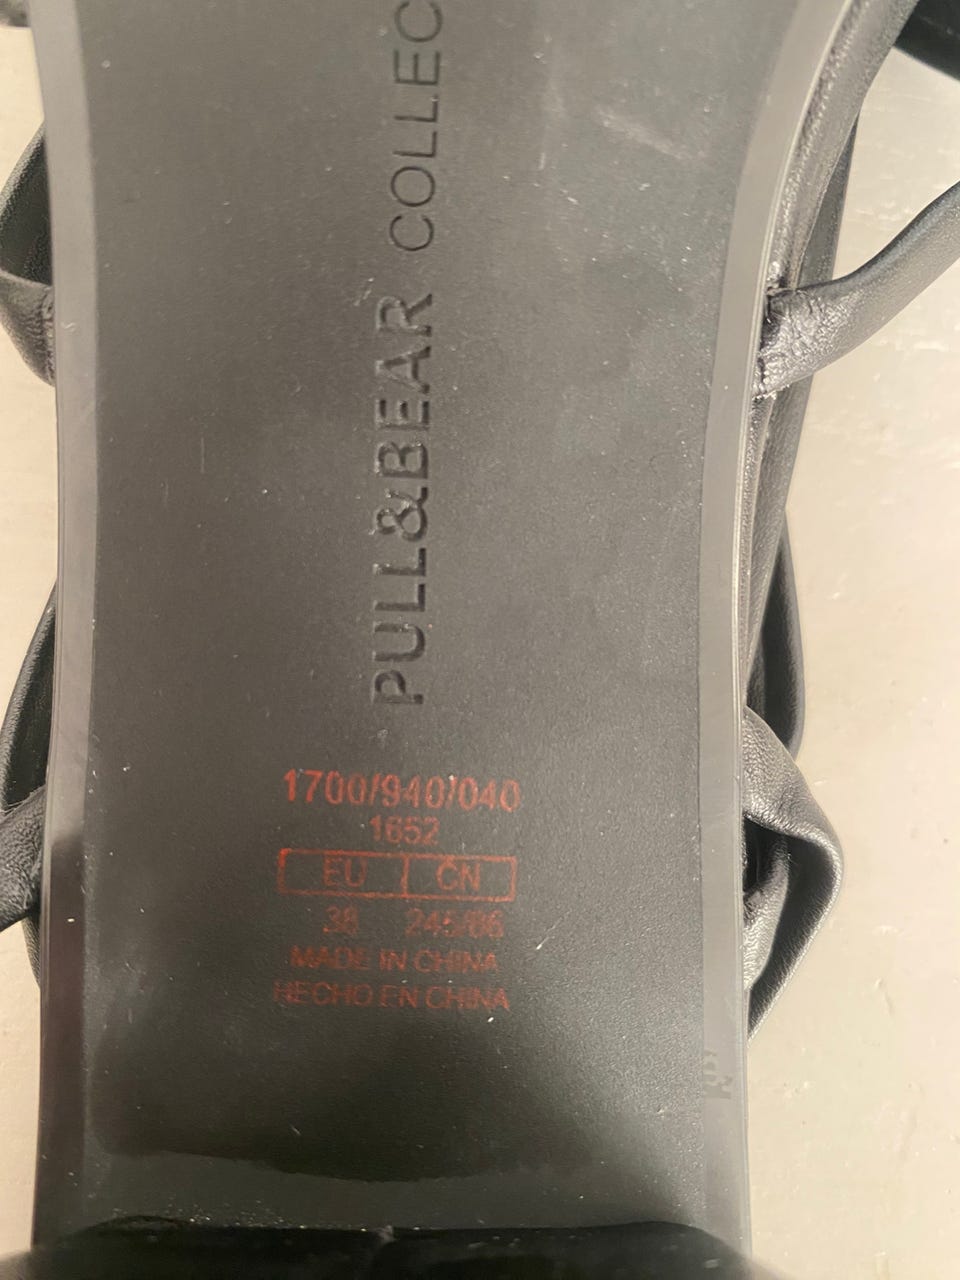 PULL&BEAR COLLEC
1700/940/040
1652
EU CN
38 245/86
MADE IN CHINA
HECHO EN CHINA